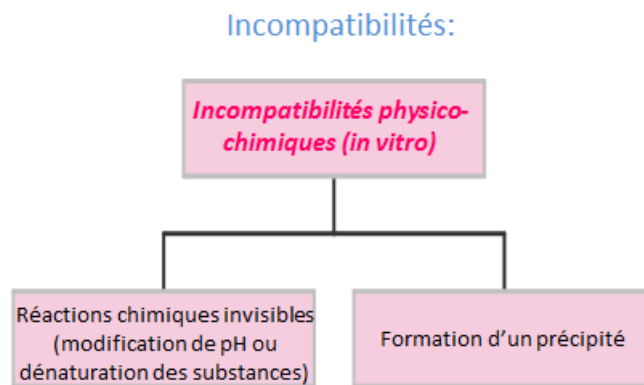 Incompatibilités:
Incompatibilités physico-
chimiques (in vitro)
Réactions chimiques invisibles
(modification de pH ou
dénaturation des substances)
Formation d'un précipité